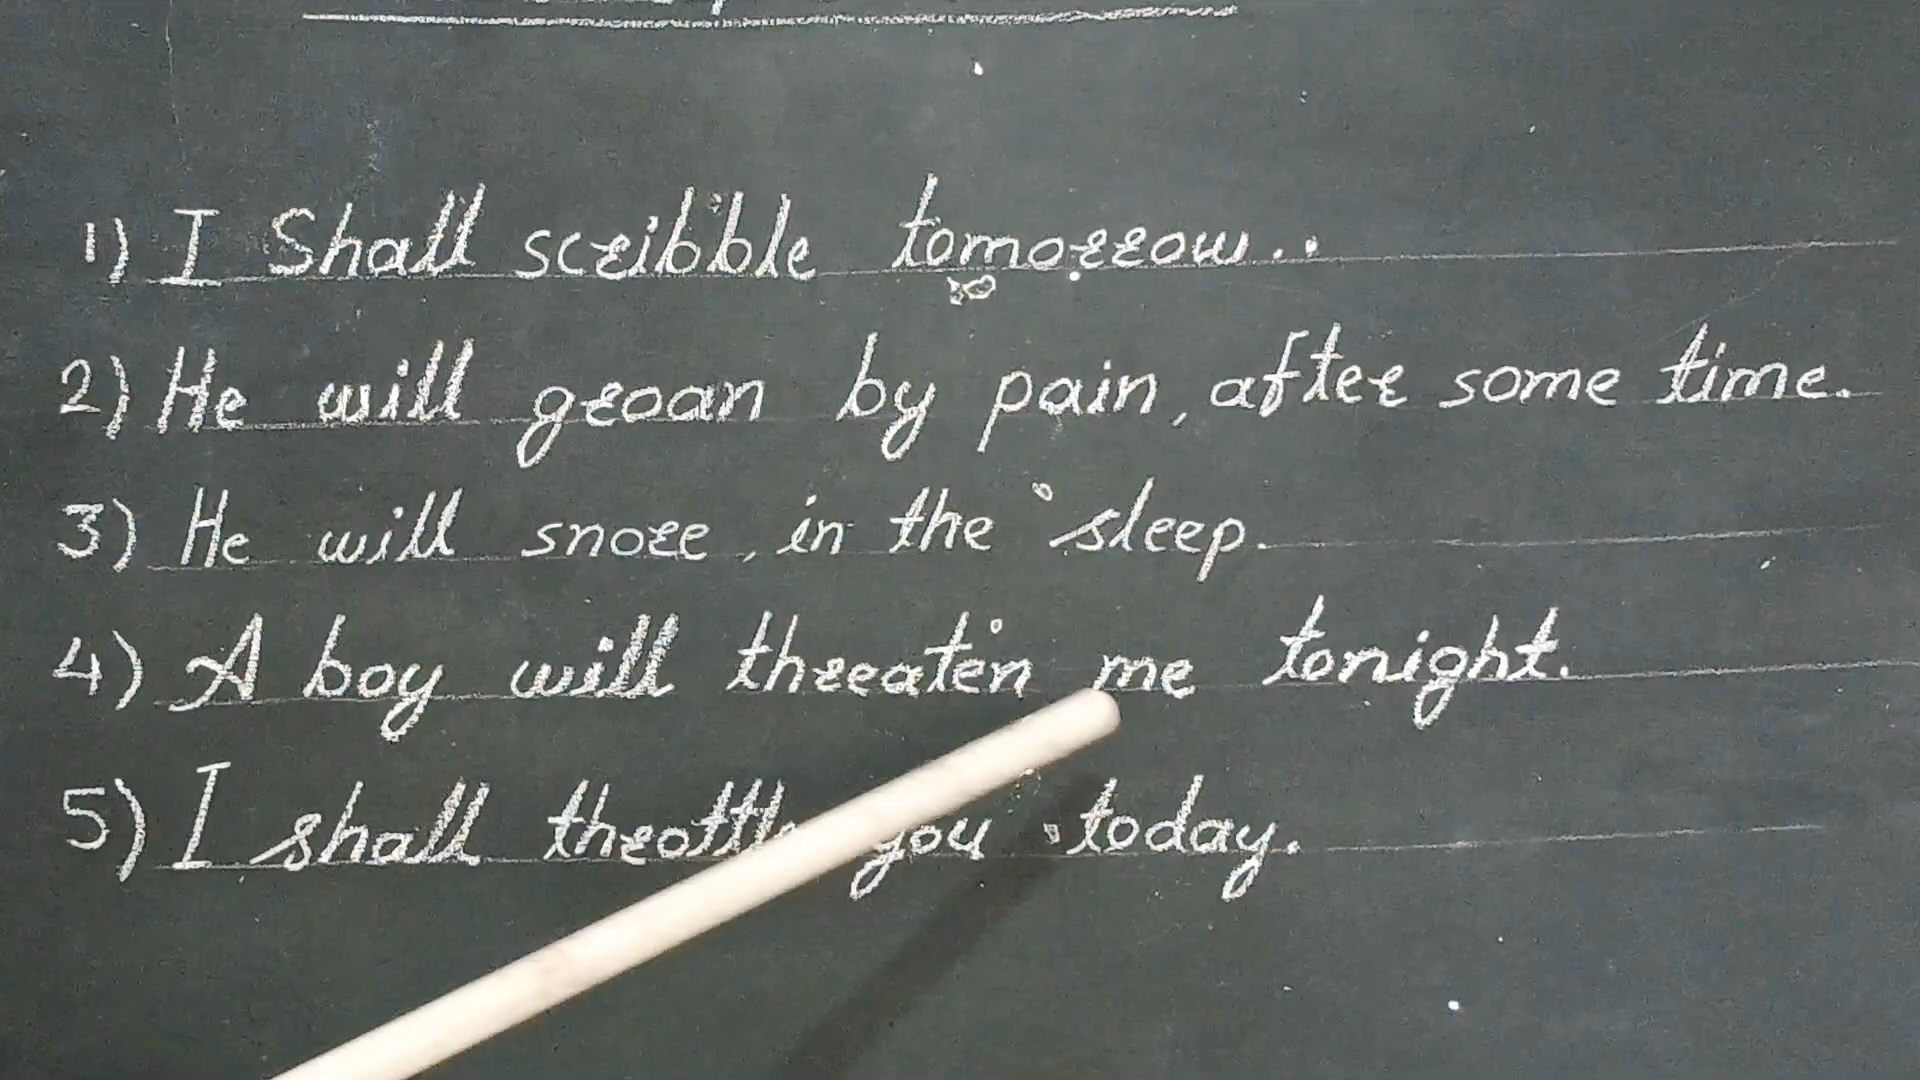 1) I Shall scribble tomorrow..
2) He will groan by pain, after some time.
3) He will snore, in the sleep.
4) A boy will threaten me tonight.
5) I shall you today.